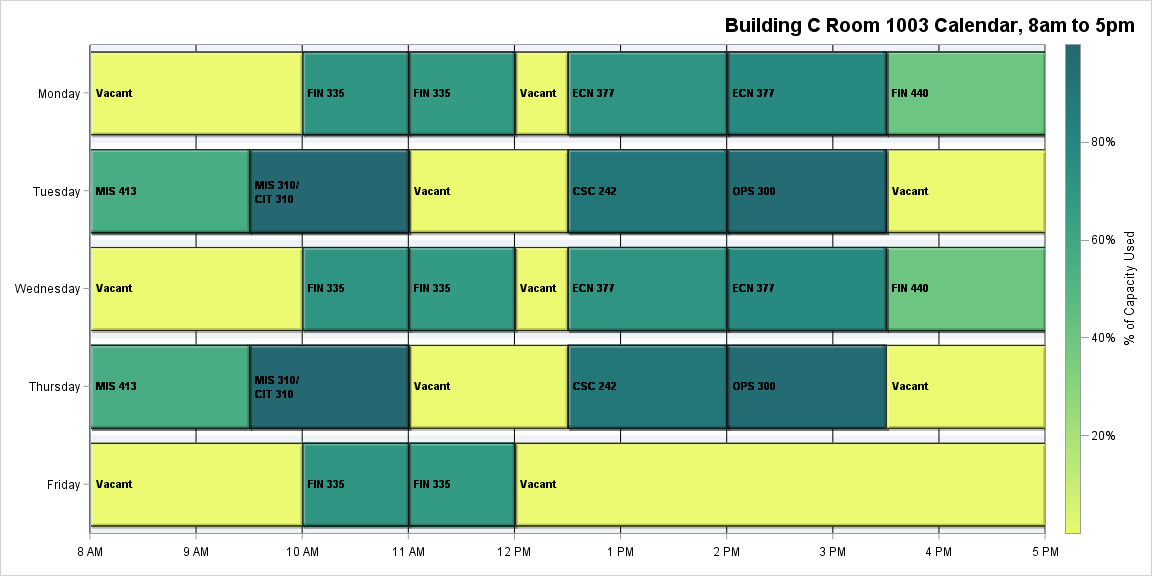 Building C Room 1003 Calendar, 8am to 5pm
Monday
Vacant
FIN 335
FIN 335
Vacant
ECN 377
ECN 377
FIN 440
Tuesday
MIS 413
MIS 310/
CIT 310
Vacant
CSC 242
OPS 300
Vacant
Wednesday
Vacant
FIN 335
FIN 335
Vacant
ECN 377
ECN 377
FIN 440
Thursday
MIS 413
MIS 310/
CIT 310
Vacant
CSC 242
OPS 300
Vacant
Friday
Vacant
FIN 335
FIN 335
Vacant
8 AM
9 AM
10 AM
11 AM
12 PM
1 PM
2 PM
3 PM
4 PM
5 PM
80%
60%
40%
20%
% of Capacity Used